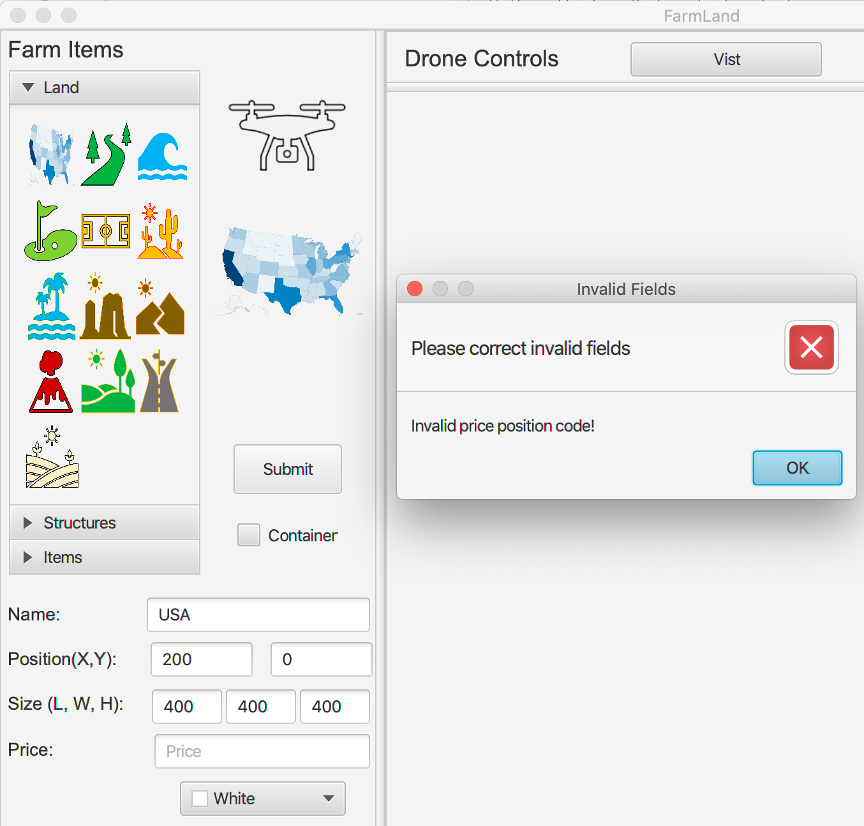 FarmLand
Farm Items
Land
Structures
Items
Submit
Container
Name: USA
Position(X,Y): 200 0
Size (L, W, H): 400 400 400
Price: Price
White
Drone Controls
Vist
Invalid Fields
Please correct invalid fields
Invalid price position code!
OK